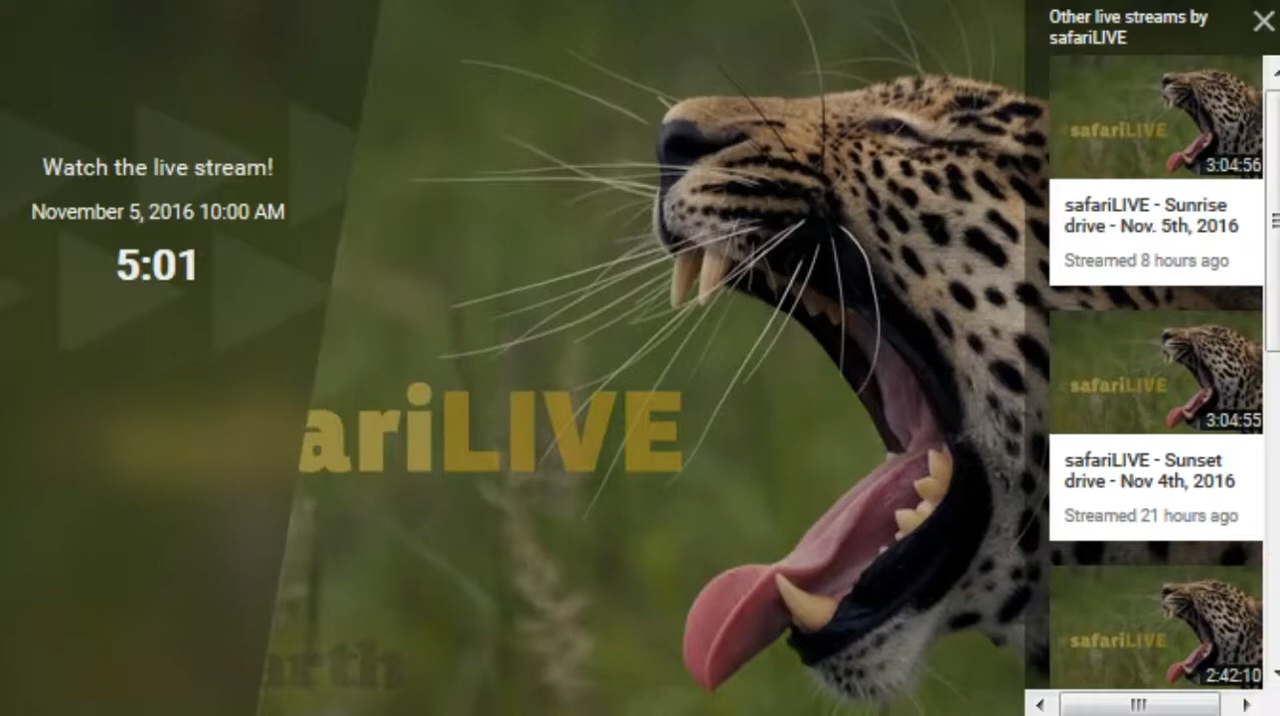 Watch the live stream!
November 5, 2016 10:00 AM
5:01
ariLIVE
arth
Other live streams by
safariLIVE
#safariLIVE
3:04:56
safariLIVE - Sunrise
drive - Nov. 5th, 2016
Streamed 8 hours ago
#safariLIVE
3:04:55
safariLIVE - Sunset
drive - Nov 4th, 2016
Streamed 21 hours ago
#safariLIVE
2:42:10